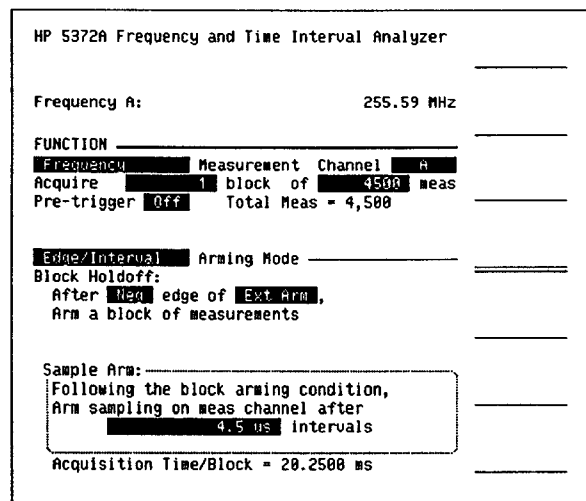 HP 5372A Frequency and Time Interval Analyzer
Frequency A: 255.59 MHz
FUNCTION
Frequency Measurement Channel A
Acquire 1 block of 4500 meas
Pre-trigger Off Total Meas = 4,500
Edge/Interval Arming Mode
Block Holdoff:
After Neg edge of Ext Arm,
Arm a block of measurements
Sample Arm:
Following the block arming condition,
Arm sampling on meas channel after
4.5 us intervals
Acquisition Time/Block = 20.2500 ms